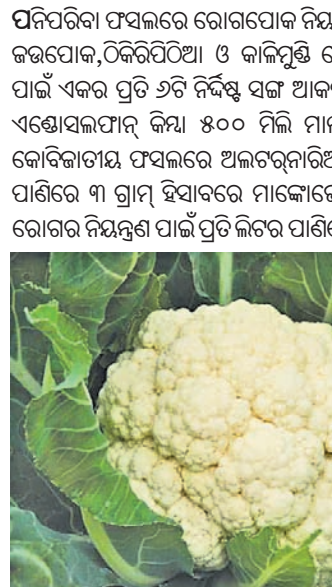 ପନିପରିବା ଫସଲରେ ରୋଗପୋକ ନିୟ
ଜଉପୋକ,ଠିକିରିପିଠିଆ ଓ କାଳିମୁଣ୍ଡି
ପାଇଁ ଏକର ପ୍ରତି ୬ଟି ନିର୍ଦ୍ଦିଷ୍ଟ ସଙ୍ଗ ଆକ
ଏଣ୍ଡୋସଲଫାନ୍ କିମ୍ବା ୫୦୦ ମିଲି ମାଲ
କୋବିଜାତୀୟ ଫସଲରେ ଅଲଟର୍‌ନାରିଆ
ପାଣିରେ ୩ ଗ୍ରାମ୍ ହିସାବରେ ମାଙ୍କୋଜେ
ରୋଗର ନିୟନ୍ତ୍ରଣ ପାଇଁ ପ୍ରତି ଲିଟର ପାଣିରେ